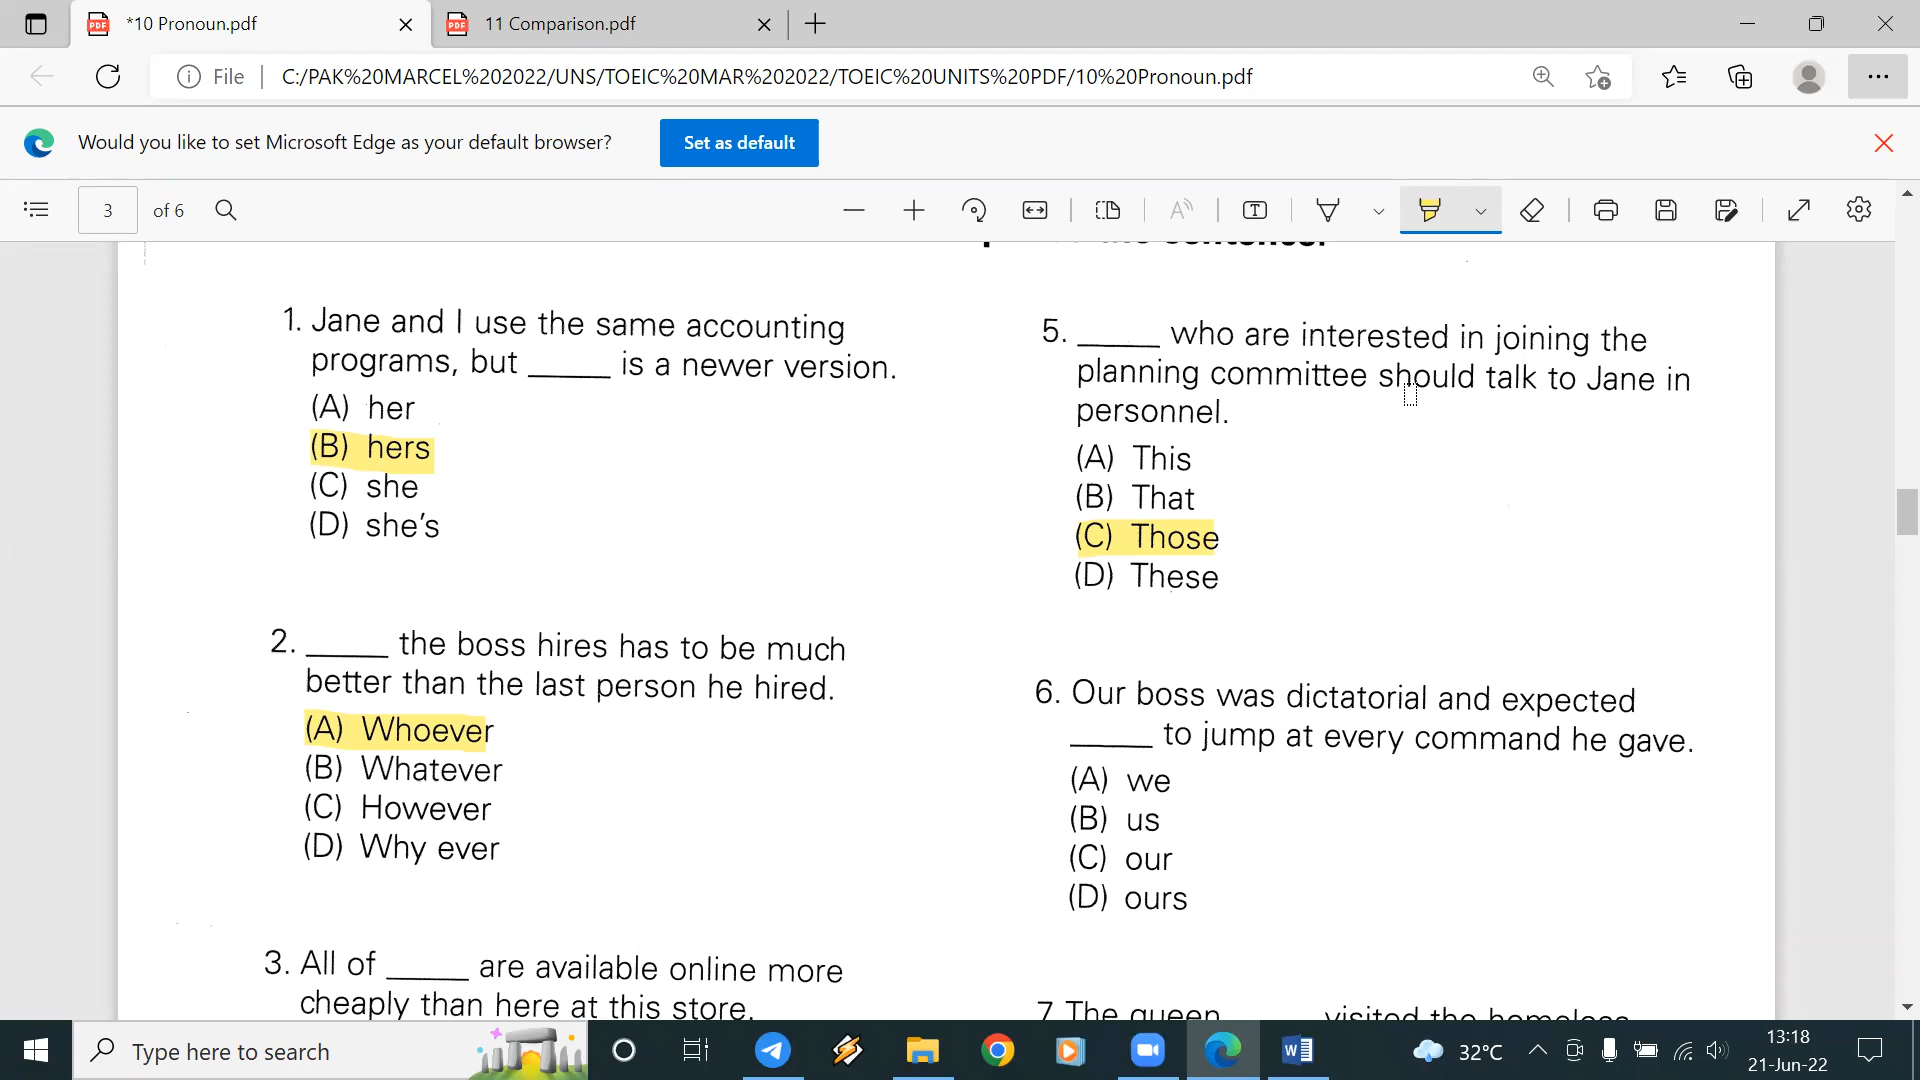 *10 Pronoun.pdf
11 Comparison.pdf
File
C:/PAK%20MARCEL%202022/UNS/TOEIC%20MAR%202022/TOEIC%20UNITS%20PDF/10%20Pronoun.pdf
Would you like to set Microsoft Edge as your default browser?
Set as default
3 of 6
1. Jane and I use the same accounting
programs, but _____ is a newer version.
(A) her
(B) hers
(C) she
(D) she's
2. _____ the boss hires has to be much
better than the last person he hired.
(A) Whoever
(B) Whatever
(C) However
(D) Why ever
3. All of _____ are available online more
cheaply than here at this store.
5. _____ who are interested in joining the
planning committee should talk to Jane in
personnel.
(A) This
(B) That
(C) Those
(D) These
6. Our boss was dictatorial and expected
_____ to jump at every command he gave.
(A) we
(B) us
(C) our
(D) ours
7 The queen _____ visited the homeless
Type here to search
32°C
13:18
21-Jun-22